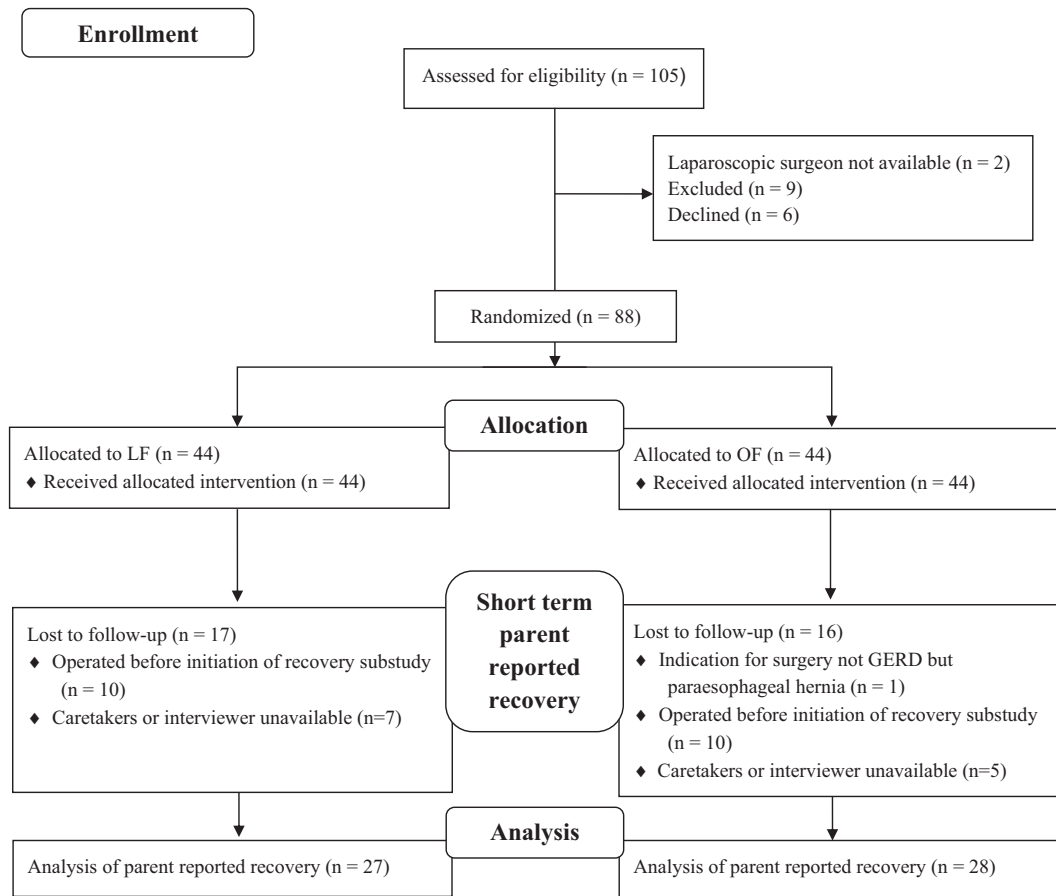 Enrollment
Assessed for eligibility (n = 105)
Laparoscopic surgeon not available (n = 2)
Excluded (n = 9)
Declined (n = 6)
Randomized (n = 88)
Allocation
Allocated to LF (n = 44)
♦ Received allocated intervention (n = 44)
Allocated to OF (n = 44)
♦ Received allocated intervention (n = 44)
Short term
parent
reported
recovery
Lost to follow-up (n = 17)
♦ Operated before initiation of recovery substudy
(n = 10)
♦ Caretakers or interviewer unavailable (n=7)
Lost to follow-up (n = 16)
♦ Indication for surgery not GERD but
paraesophageal hernia (n = 1)
♦ Operated before initiation of recovery substudy
(n = 10)
♦ Caretakers or interviewer unavailable (n=5)
Analysis
Analysis of parent reported recovery (n = 27)
Analysis of parent reported recovery (n = 28)